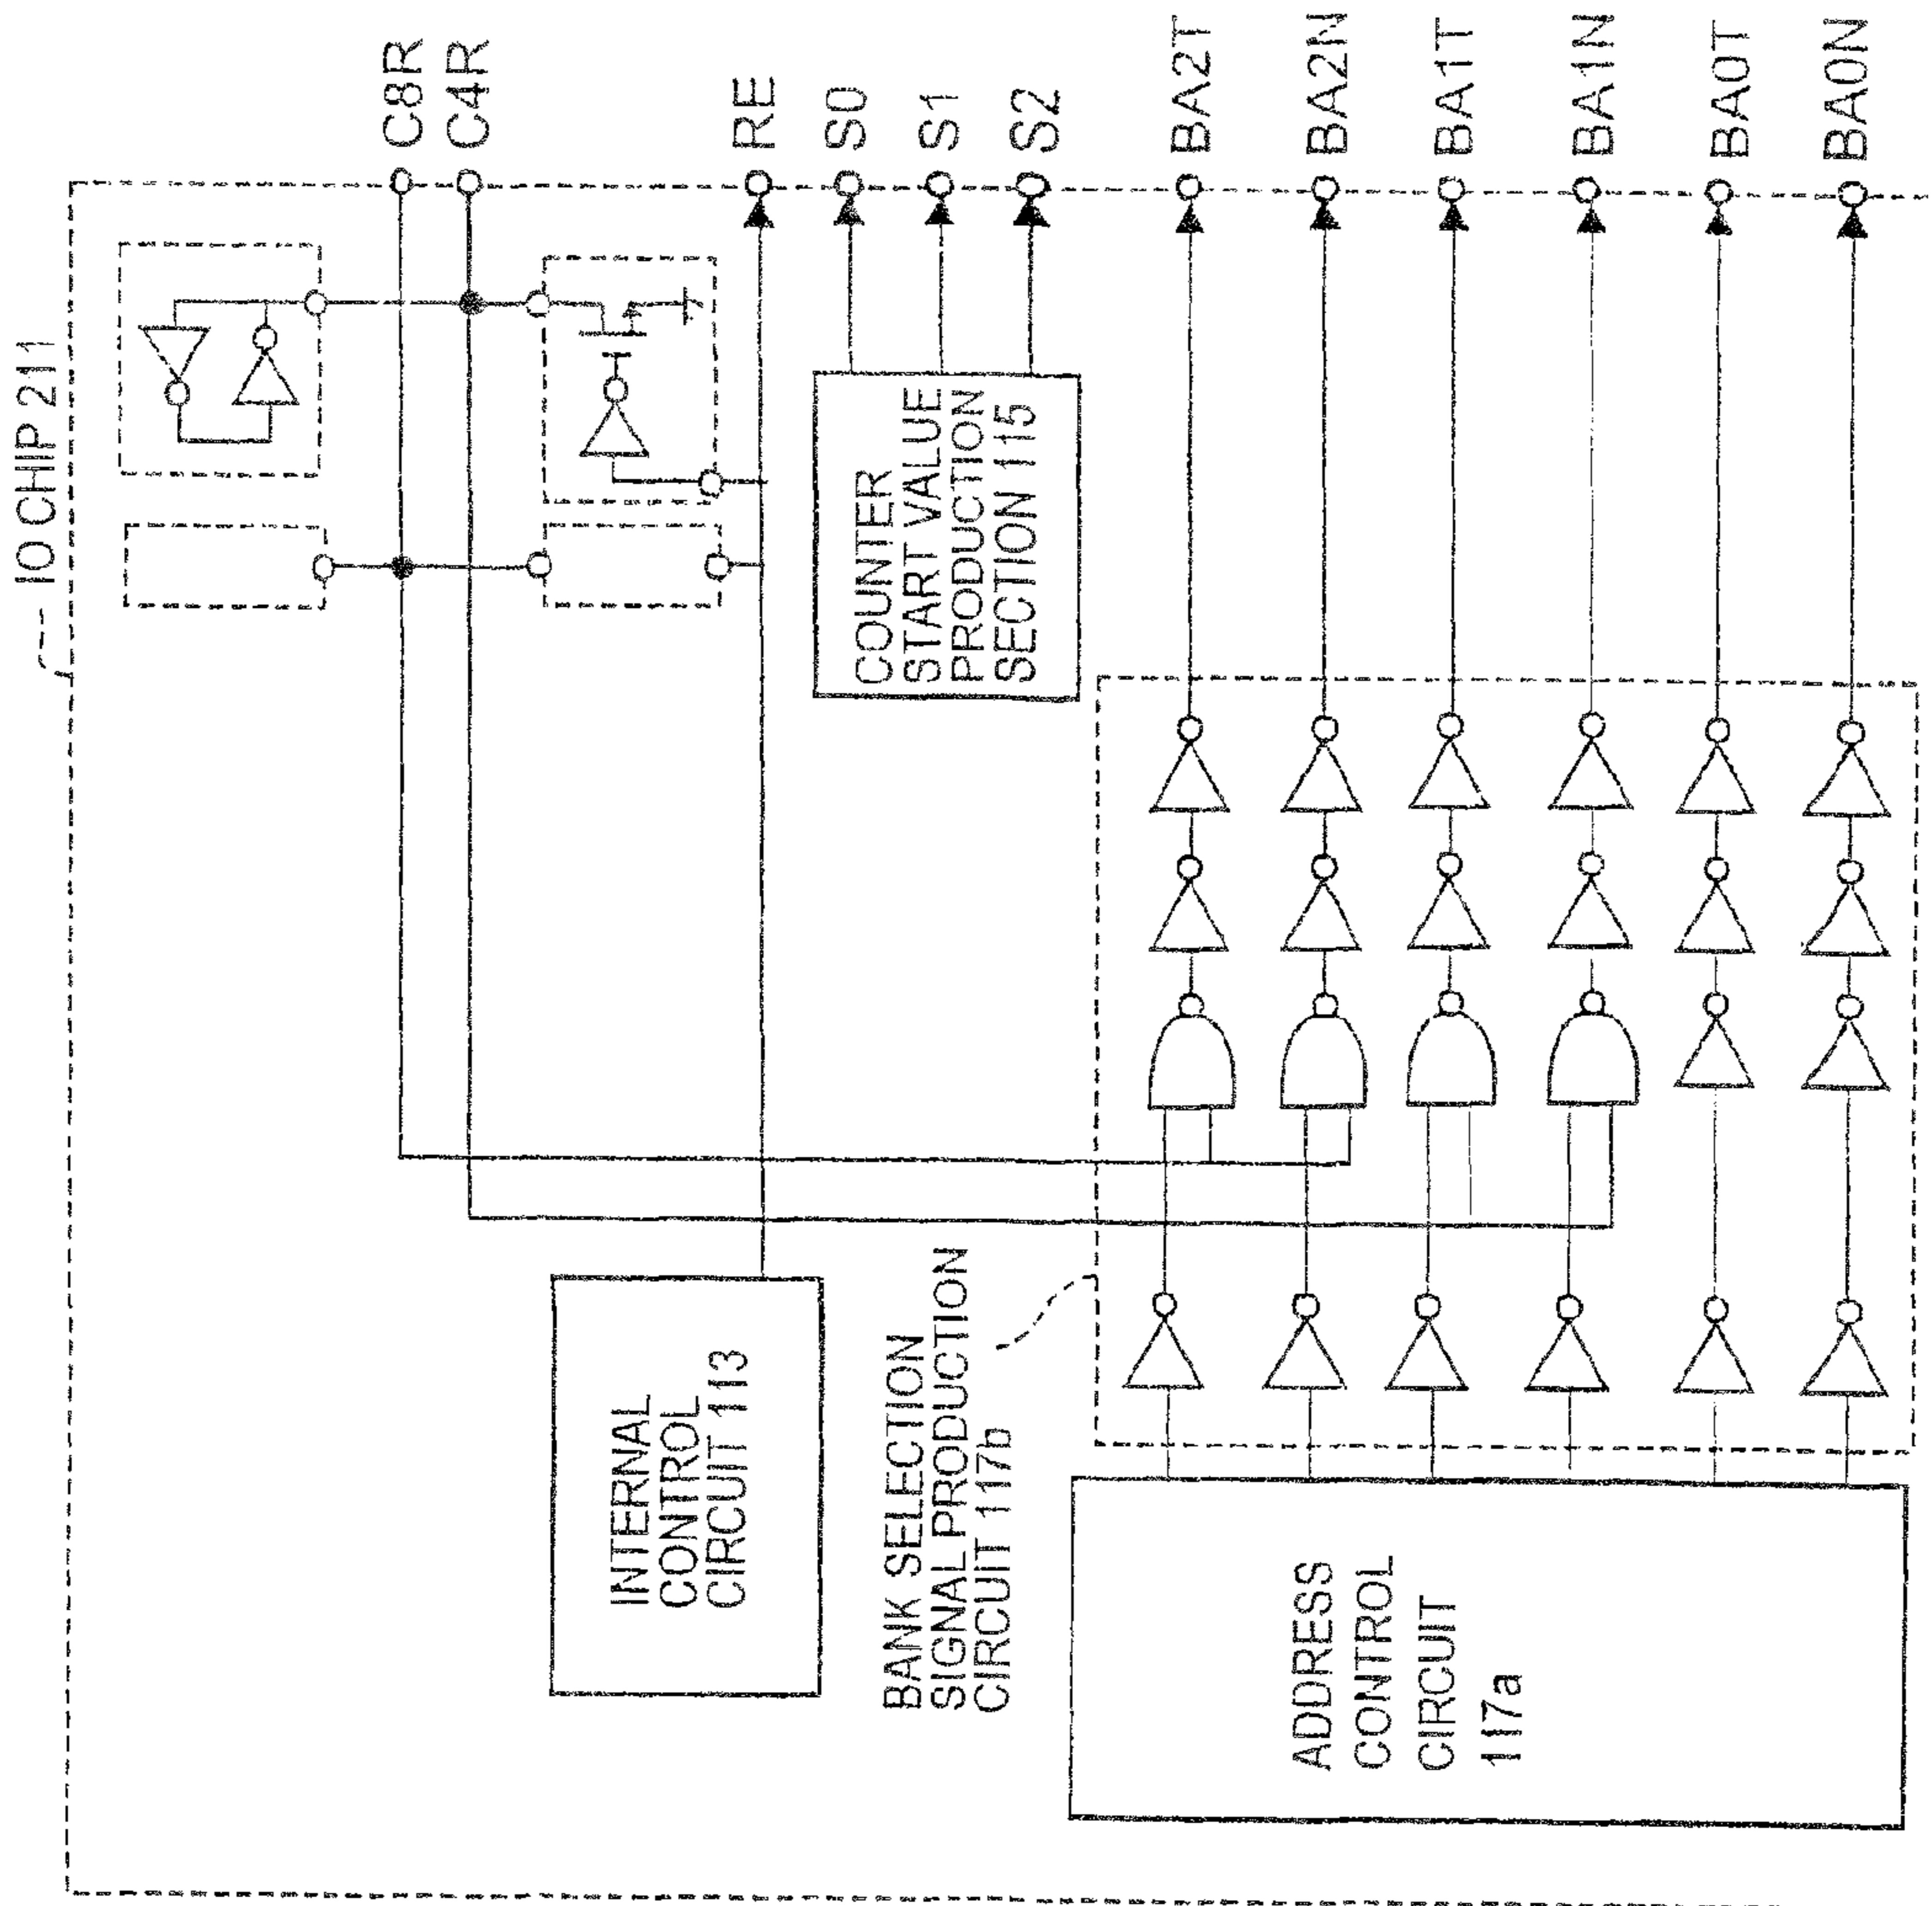 IO CHIP 211
C8R
C4R
RE
S0
S1
S2
BA2T
BA2N
BA1T
BA1N
BA0T
BA0N
COUNTER
START VALUE
PRODUCTION
SECTION 115
INTERNAL
CONTROL
CIRCUIT 113
BANK SELECTION
SIGNAL PRODUCTION
CIRCUIT 117b
ADDRESS
CONTROL
CIRCUIT
117a